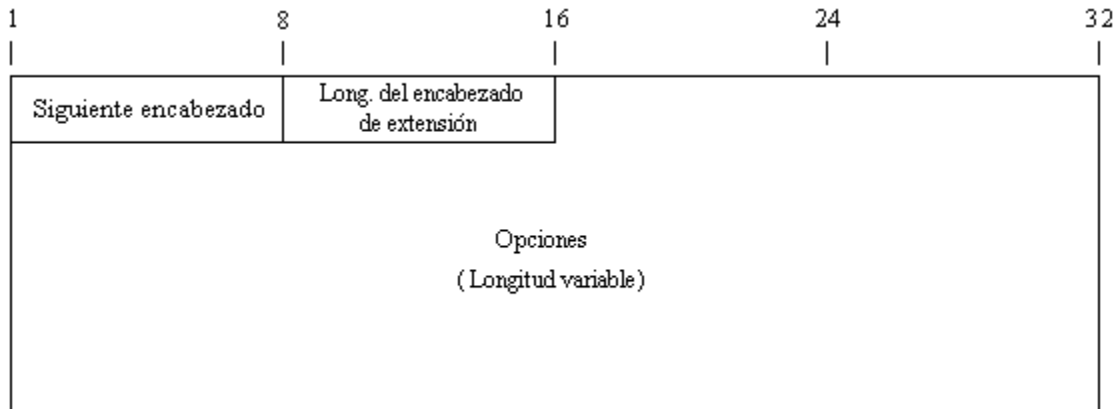 1 8 16 24 32
Siguiente encabezado
Long. del encabezado
de extensión
Opciones
( Longitud variable )